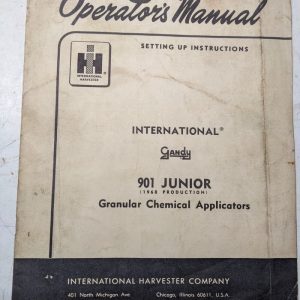 Operator's Manual
SETTING UP INSTRUCTIONS
IH
INTERNATIONAL
HARVESTER
INTERNATIONAL®
Gandy
901 JUNIOR
(1968 PRODUCTION)
Granular Chemical Applicators
INTERNATIONAL HARVESTER COMPANY
401 North Michigan Ave Chicago, Illinois 60611, U.S.A.